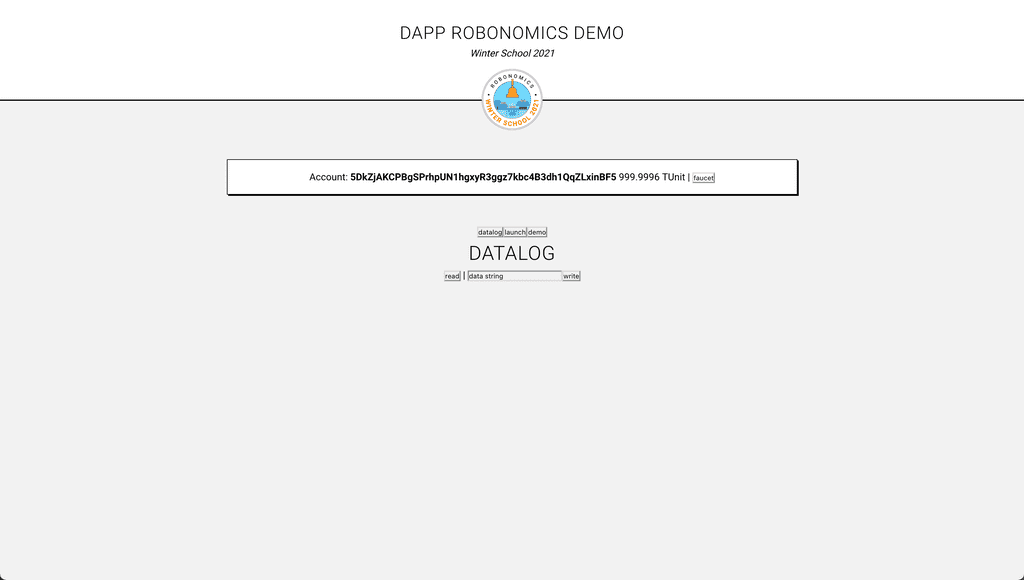 DAPP ROBONOMICS DEMO
Winter School 2021
ROBONOMICS
WINTER SCHOOL 2021
Account: 5DkZjAKCPBgSPrhpUN1hgxyR3ggz7kbc4B3dh1QqZLxinBF5 999.9996 TUnit | faucet
datalog launch demo
DATALOG
read | data string write